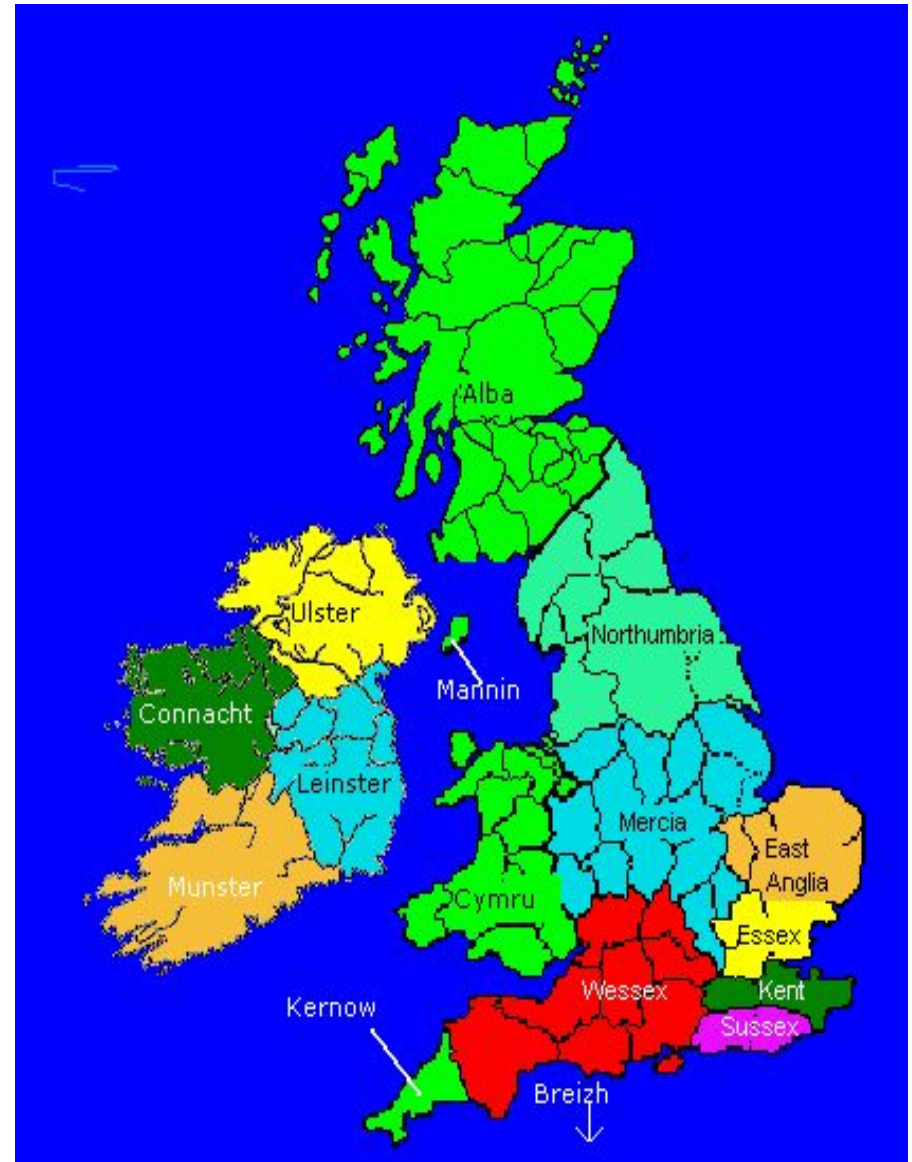 Alba
Ulster
Northumbria
Mannin
Connacht
Leinster
Mercia
East
Anglia
Munster
Cymru
Essex
Wessex
Kent
Kernow
Sussex
Breizh